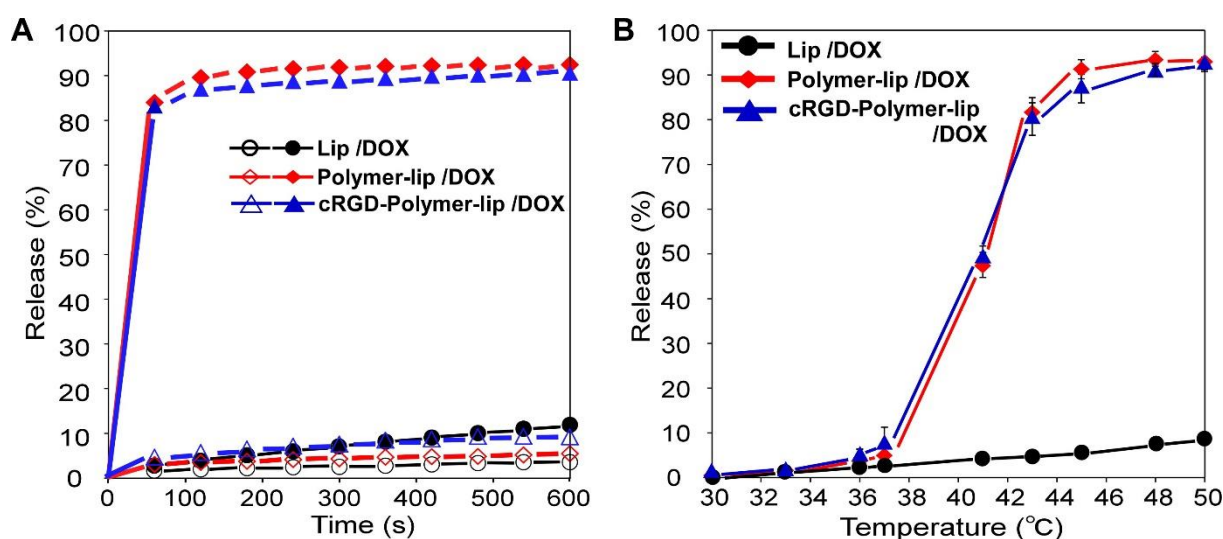 A
Release (%)
100
90
80
70
60
50
40
30
20
10
0
0 100 200 300 400 500 600
Time (s)
Lip /DOX
Polymer-lip /DOX
cRGD-Polymer-lip /DOX
B
Release (%)
100
90
80
70
60
50
40
30
20
10
0
30 32 34 36 38 40 42 44 46 48 50
Temperature (°C)
Lip /DOX
Polymer-lip /DOX
cRGD-Polymer-lip
/DOX